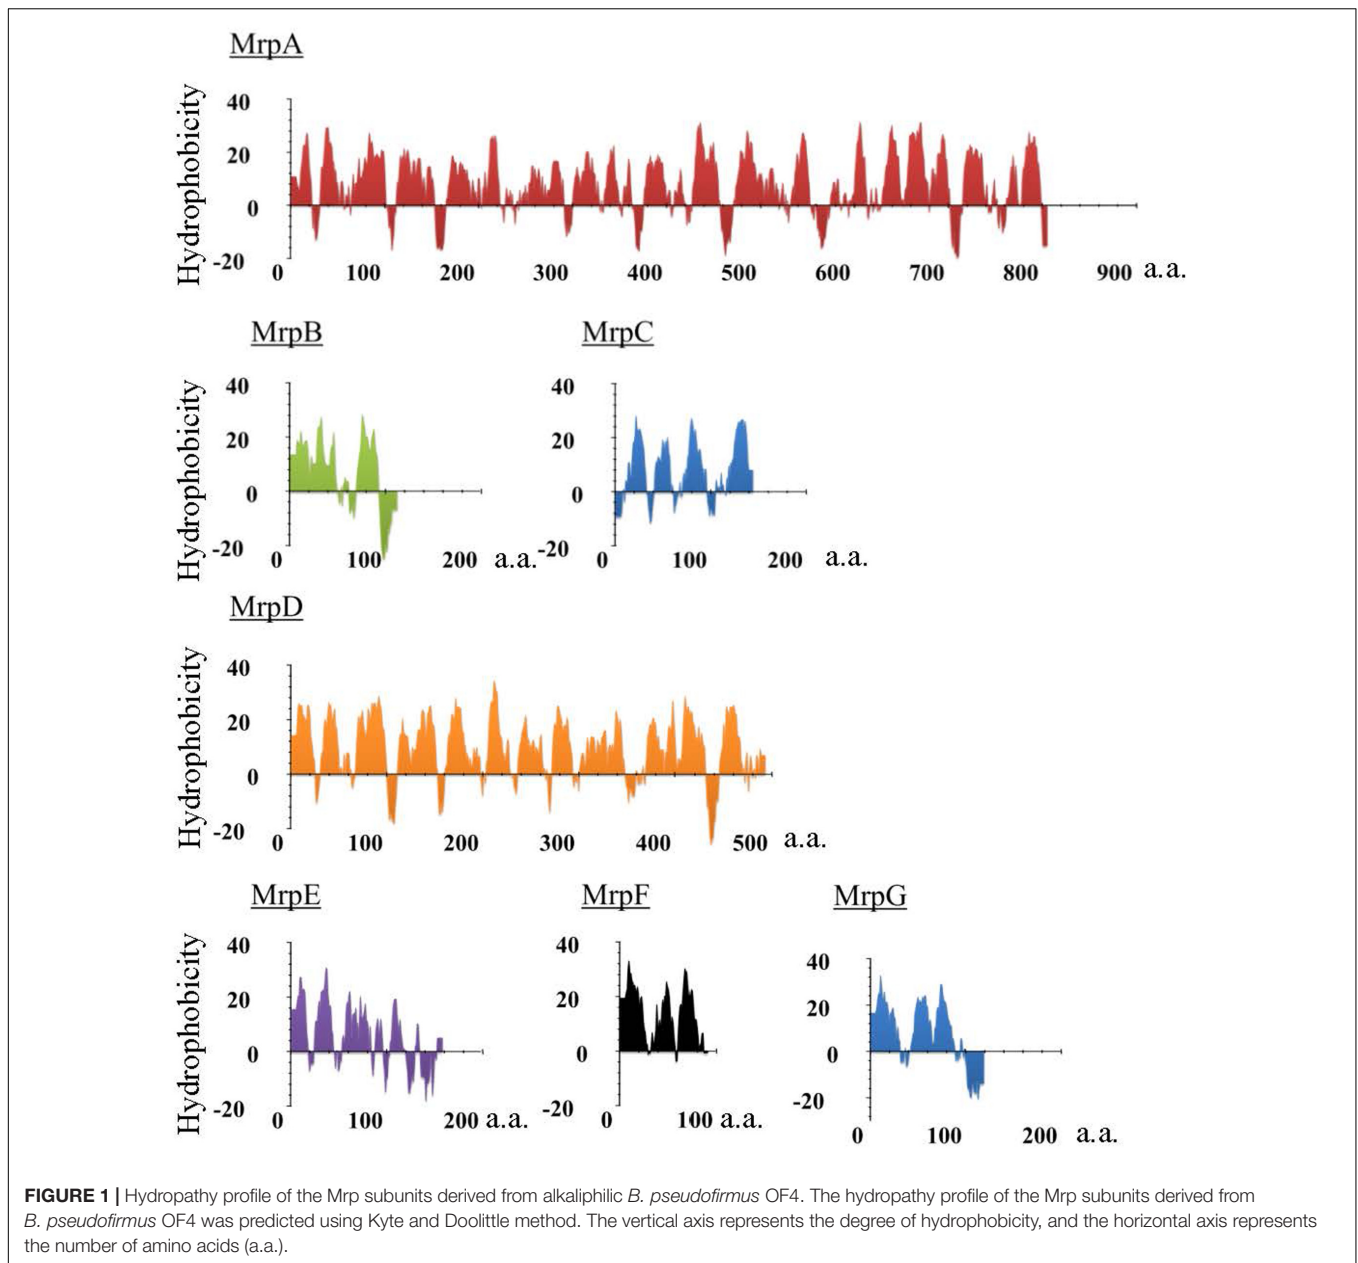 MrpA
Hydrophobicity
40
20
0
-20
0 100 200 300 400 500 600 700 800 900 a.a.
MrpB
Hydrophobicity
40
20
0
-20
0 100 200 a.a.
MrpC
40
20
0
-20
0 100 200 a.a.
MrpD
Hydrophobicity
40
20
0
-20
0 100 200 300 400 500 a.a.
MrpE
Hydrophobicity
40
20
0
-20
0 100 200 a.a.
MrpF
40
20
0
-20
0 100 a.a.
MrpG
40
20
0
-20
0 100 200 a.a.
FIGURE 1 | Hydropathy profile of the Mrp subunits derived from alkaliphilic B. pseudofirmus OF4. The hydropathy profile of the Mrp subunits derived from
B. pseudofirmus OF4 was predicted using Kyte and Doolittle method. The vertical axis represents the degree of hydrophobicity, and the horizontal axis represents
the number of amino acids (a.a.).